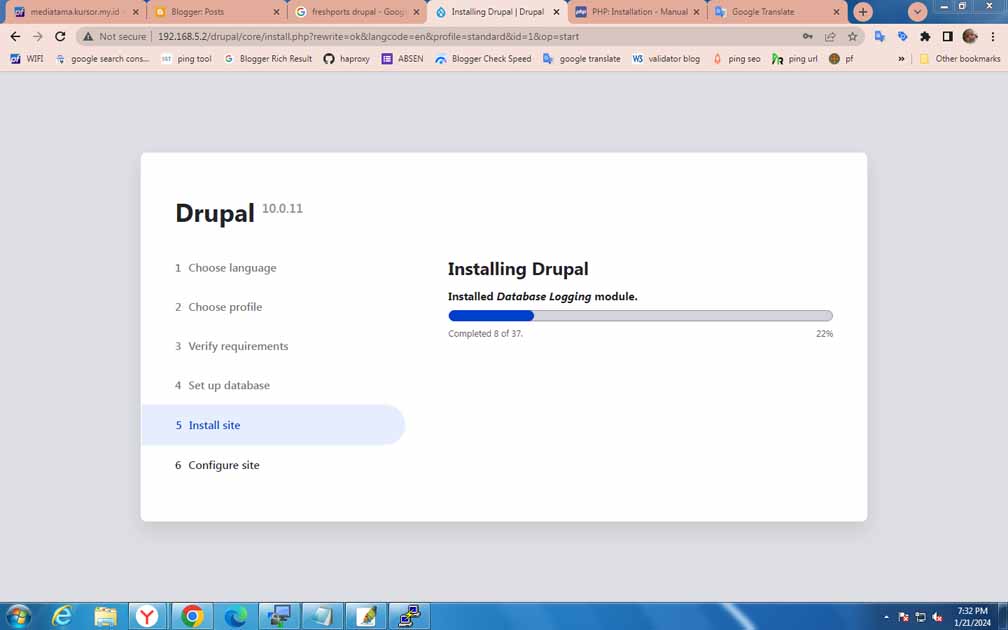 mediatama.kursor.my.id
Blogger: Posts
freshports drupal - Goog
Installing Drupal | Drupal
PHP: Installation - Manual
Google Translate
Not secure
192.168.5.2/drupal/core/install.php?rewrite=ok&langcode=en&profile=standard&id=1&op=start
WIFI
google search cons...
ping tool
Blogger Rich Result
haproxy
ABSEN
Blogger Check Speed
google translate
validator blog
ping seo
ping url
pf
»
Other bookmarks
Drupal 10.0.11
1 Choose language
2 Choose profile
3 Verify requirements
4 Set up database
5 Install site
6 Configure site
Installing Drupal
Installed Database Logging module.
Completed 8 of 37.
22%
7:32 PM
1/21/2024